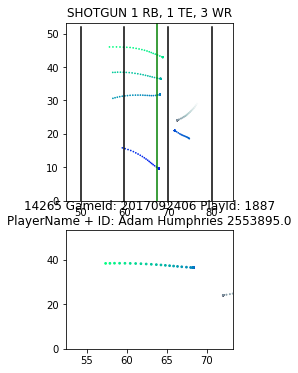 SHOTGUN 1 RB, 1 TE, 3 WR
50
40
30
20
10
0
50 60 70 80
14265 GameId: 2017092406 PlayId: 1887
PlayerName + ID: Adam Humphries 2553895.0
40
20
0
55 60 65 70